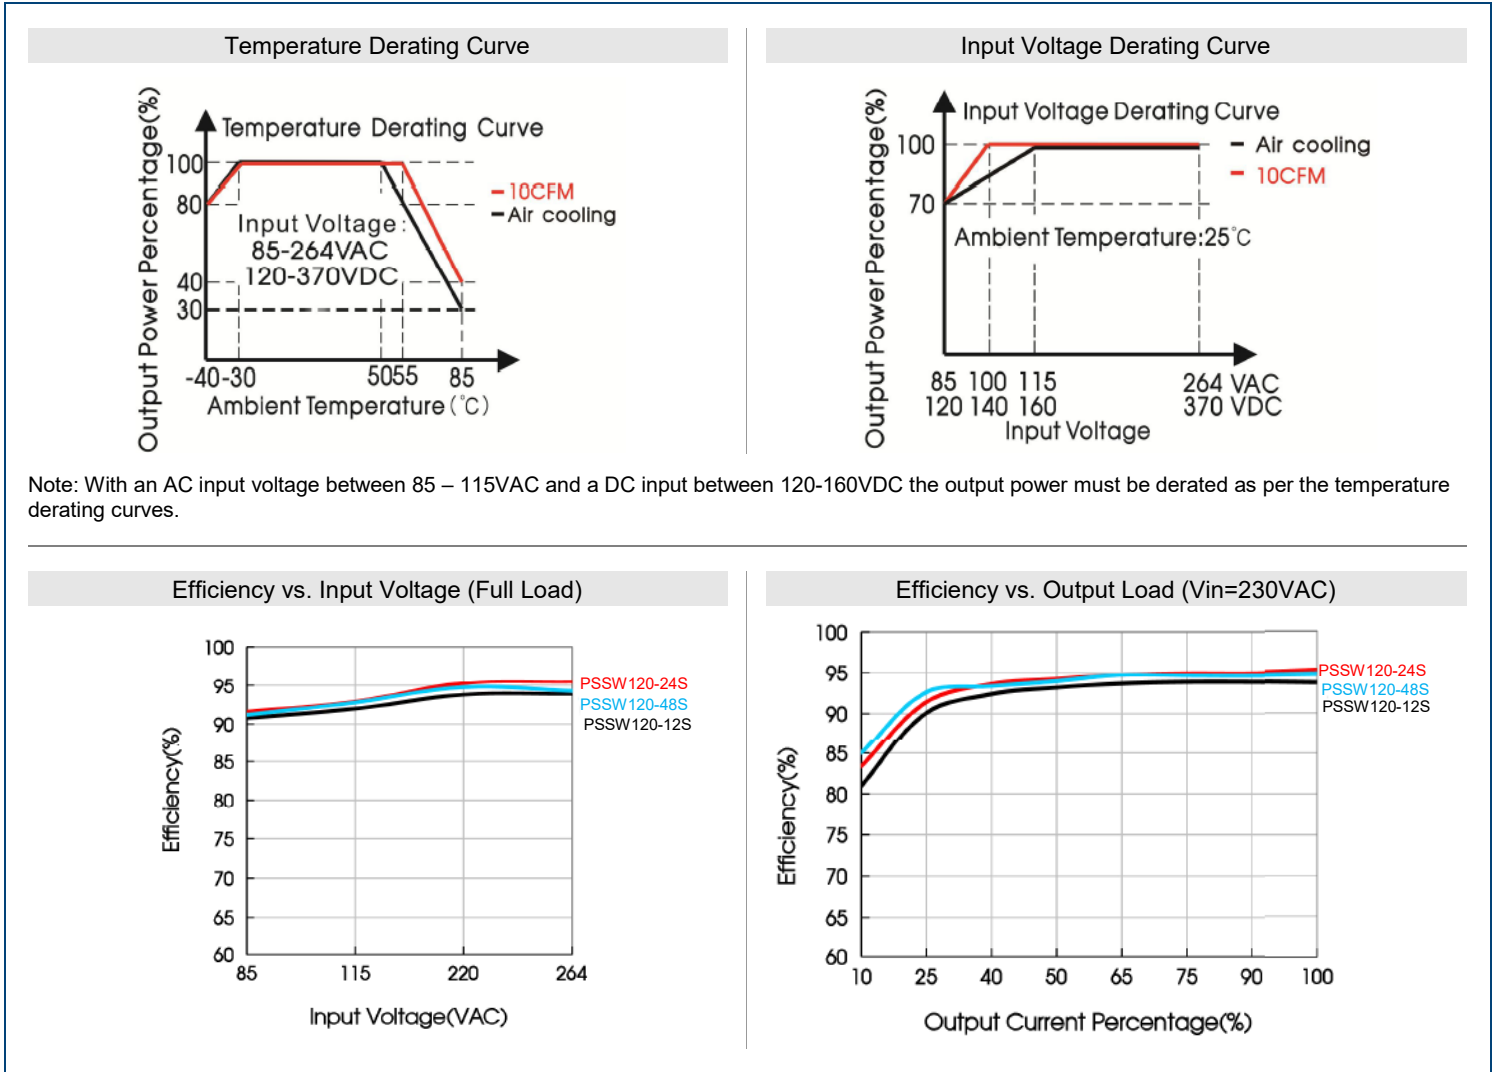 Temperature Derating Curve
Output Power Percentage(%)
Temperature Derating Curve
100
80
40
30
10CFM
Air cooling
Input Voltage:
85-264VAC
120-370VDC
-40 -30 50 55 85
Ambient Temperature(°C)
Input Voltage Derating Curve
Output Power Percentage(%)
Input Voltage Derating Curve
100
70
Air cooling
10CFM
Ambient Temperature:25°C
85 100 115 264 VAC
120 140 160 370 VDC
Input Voltage
Note: With an AC input voltage between 85 – 115VAC and a DC input between 120-160VDC the output power must be derated as per the temperature
derating curves.
Efficiency vs. Input Voltage (Full Load)
Efficiency(%)
100
95
90
85
80
75
70
65
60
PSSW120-24S
PSSW120-48S
PSSW120-12S
85 115 220 264
Input Voltage(VAC)
Efficiency vs. Output Load (Vin=230VAC)
Efficiency(%)
100
95
90
85
80
75
70
65
60
PSSW120-24S
PSSW120-48S
PSSW120-12S
10 25 40 50 65 75 90 100
Output Current Percentage(%)